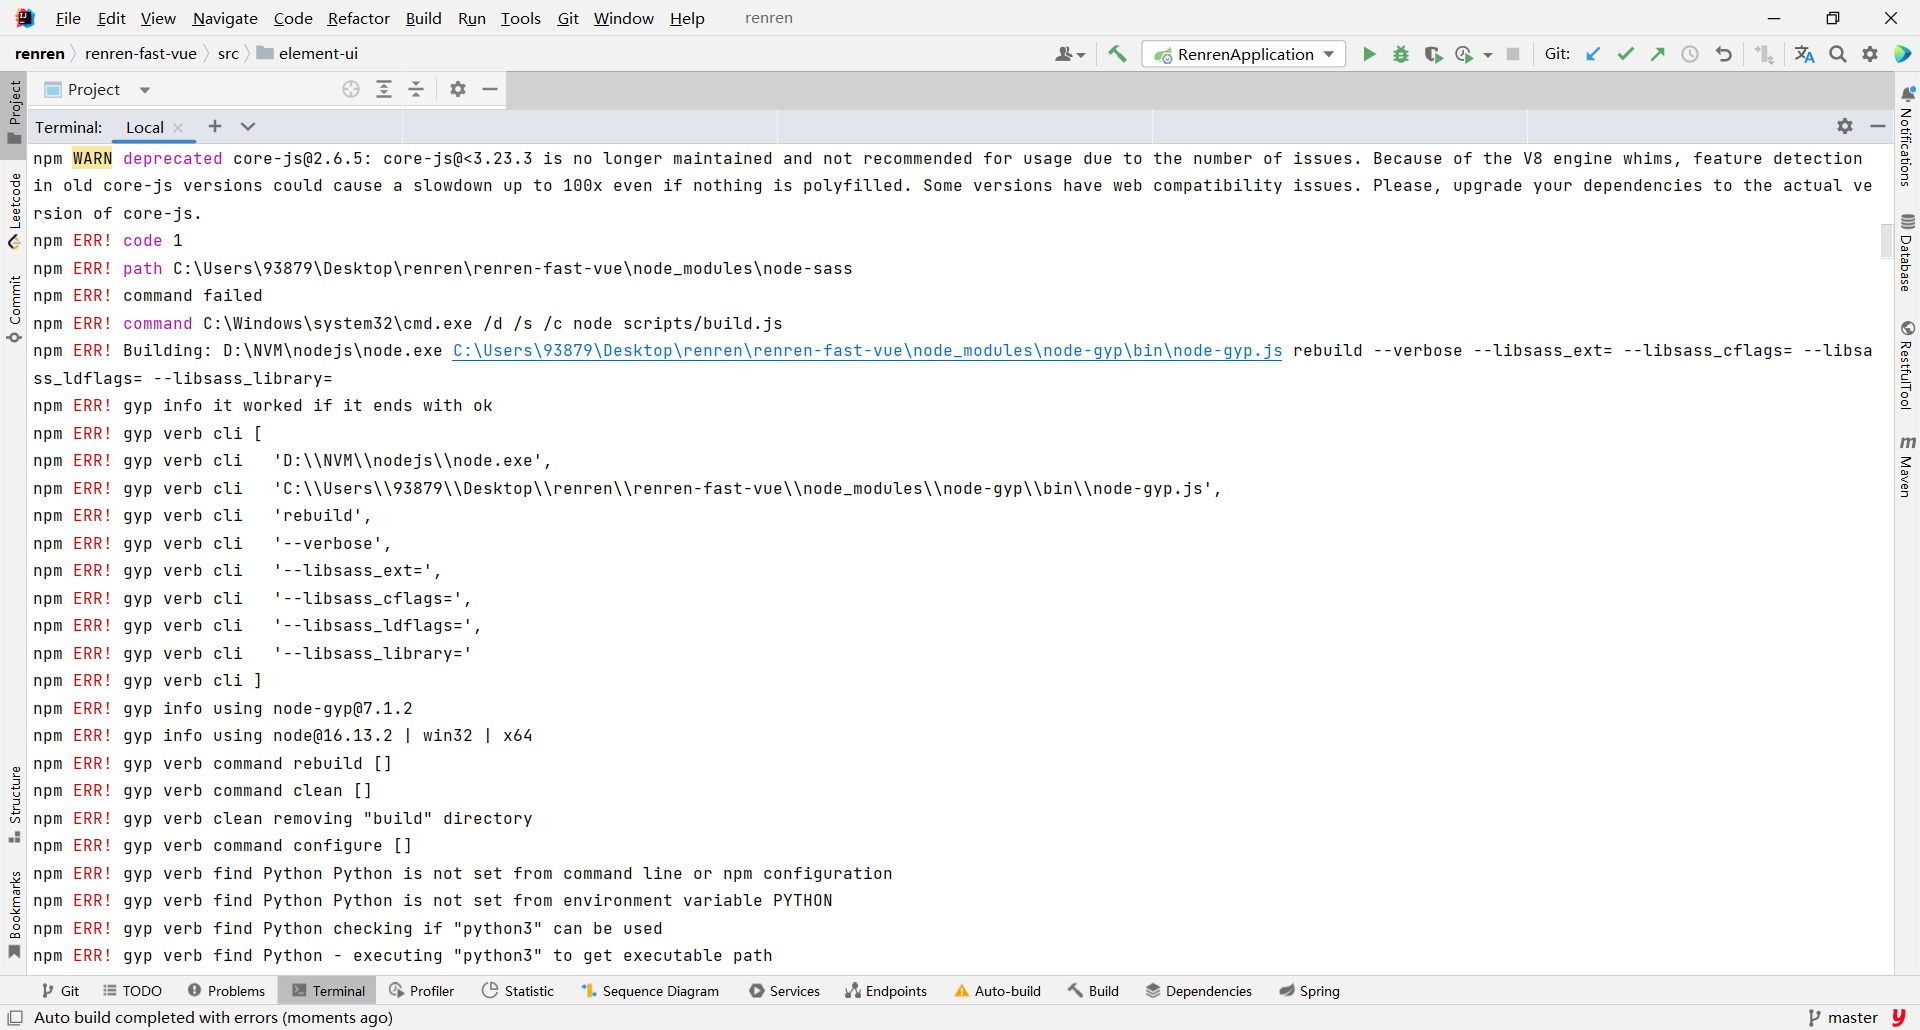 File Edit View Navigate Code Refactor Build Run Tools Git Window Help renren
renren renren-fast-vue src element-ui RenrenApplication Git:
Project
Terminal: Local
npm WARN deprecated core-js@2.6.5: core-js@<3.23.3 is no longer maintained and not recommended for usage due to the number of issues. Because of the V8 engine whims, feature detection
in old core-js versions could cause a slowdown up to 100x even if nothing is polyfilled. Some versions have web compatibility issues. Please, upgrade your dependencies to the actual ve
rsion of core-js.
npm ERR! code 1
npm ERR! path C:\Users\93879\Desktop\renren\renren-fast-vue\node_modules\node-sass
npm ERR! command failed
npm ERR! command C:\Windows\system32\cmd.exe /d /s /c node scripts/build.js
npm ERR! Building: D:\NVM\nodejs\node.exe C:\Users\93879\Desktop\renren\renren-fast-vue\node_modules\node-gyp\bin\node-gyp.js rebuild --verbose --libsass_ext= --libsass_cflags= --libsa
ss_ldflags= --libsass_library=
npm ERR! gyp info it worked if it ends with ok
npm ERR! gyp verb cli [
npm ERR! gyp verb cli   'D:\\NVM\\nodejs\\node.exe',
npm ERR! gyp verb cli   'C:\\Users\\93879\\Desktop\\renren\\renren-fast-vue\\node_modules\\node-gyp\\bin\\node-gyp.js',
npm ERR! gyp verb cli   'rebuild',
npm ERR! gyp verb cli   '--verbose',
npm ERR! gyp verb cli   '--libsass_ext=',
npm ERR! gyp verb cli   '--libsass_cflags=',
npm ERR! gyp verb cli   '--libsass_ldflags=',
npm ERR! gyp verb cli   '--libsass_library='
npm ERR! gyp verb cli ]
npm ERR! gyp info using node-gyp@7.1.2
npm ERR! gyp info using node@16.13.2 | win32 | x64
npm ERR! gyp verb command rebuild []
npm ERR! gyp verb command clean []
npm ERR! gyp verb clean removing "build" directory
npm ERR! gyp verb command configure []
npm ERR! gyp verb find Python Python is not set from command line or npm configuration
npm ERR! gyp verb find Python Python is not set from environment variable PYTHON
npm ERR! gyp verb find Python checking if "python3" can be used
npm ERR! gyp verb find Python - executing "python3" to get executable path
Project
Leetcode
Commit
Structure
Bookmarks
Notifications
Database
RestfulTool
m Maven
Git TODO Problems Terminal Profiler Statistic Sequence Diagram Services Endpoints Auto-build Build Dependencies Spring
Auto build completed with errors (moments ago) master y